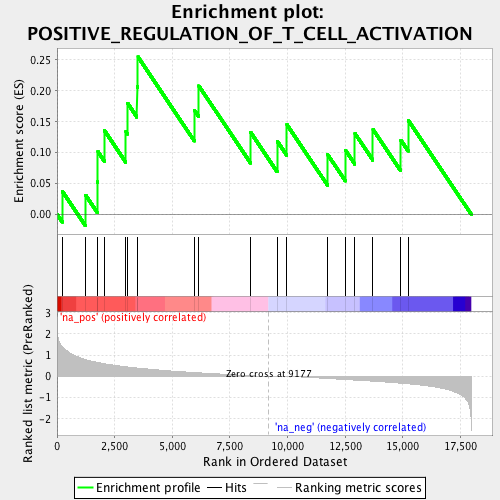 Enrichment plot:
POSITIVE_REGULATION_OF_T_CELL_ACTIVATION
Enrichment score (ES)
0.25
0.20
0.15
0.10
0.05
0.00
Ranked list metric (PreRanked)
3
2
1
0
-1
-2
'na_pos' (positively correlated)
Zero cross at 9177
'na_neg' (negatively correlated)
0
2,500
5,000
7,500
10,000
12,500
15,000
17,500
Rank in Ordered Dataset
Enrichment profile
Hits
Ranking metric scores